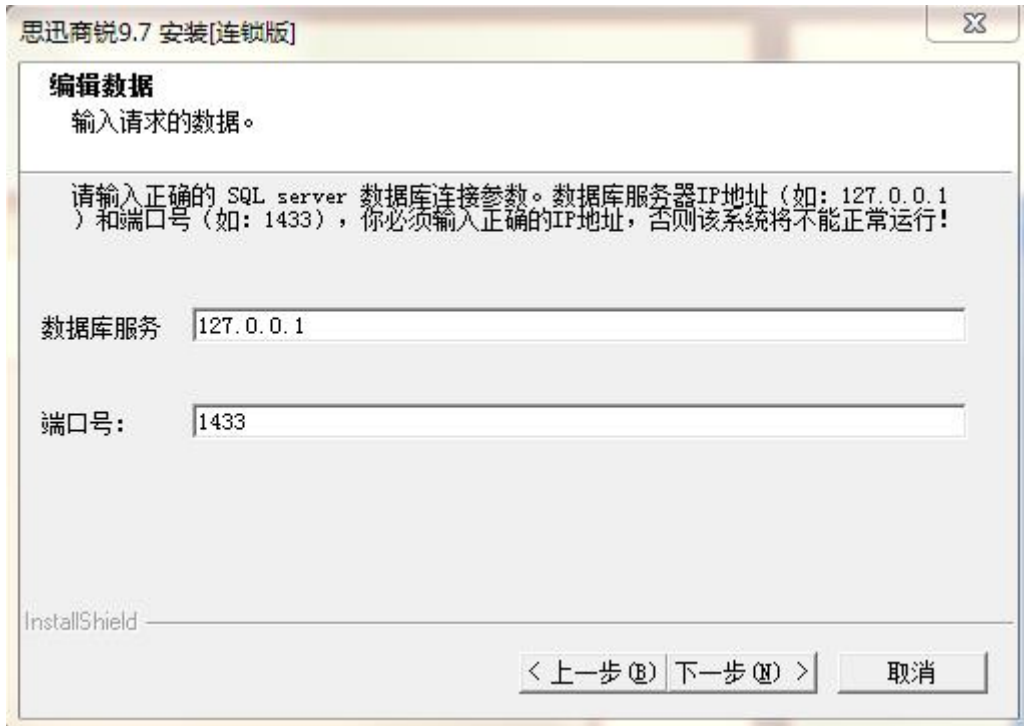 思迅商锐9.7 安装[连锁版]
编辑数据
输入请求的数据。
请输入正确的 SQL server 数据库连接参数。数据库服务器IP地址（如：127.0.0.1
）和端口号（如：1433），你必须输入正确的IP地址，否则该系统将不能正常运行！
数据库服务
127.0.0.1
端口号：
1433
InstallShield
< 上一步(B)
下一步(N) >
取消